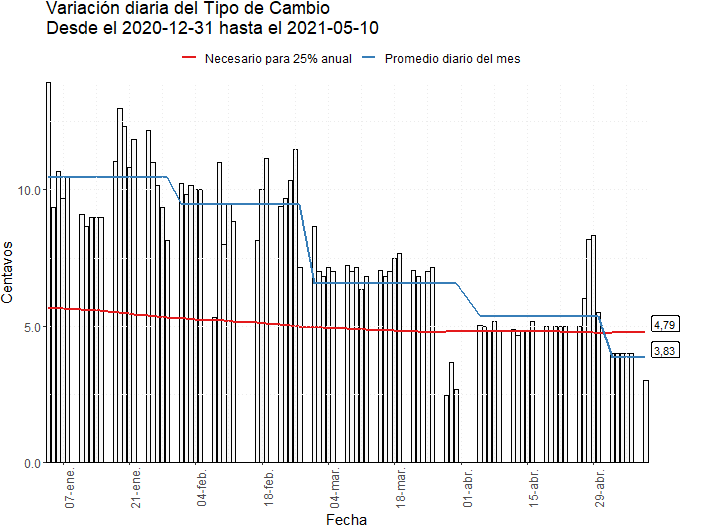 Variación diaria del Tipo de Cambio
Desde el 2020-12-31 hasta el 2021-05-10
Necesario para 25% anual
Promedio diario del mes
Centavos
10.0
5.0
0.0
4,79
3,83
07-ene.
21-ene.
04-feb.
18-feb.
04-mar.
18-mar.
01-abr.
15-abr.
29-abr.
Fecha